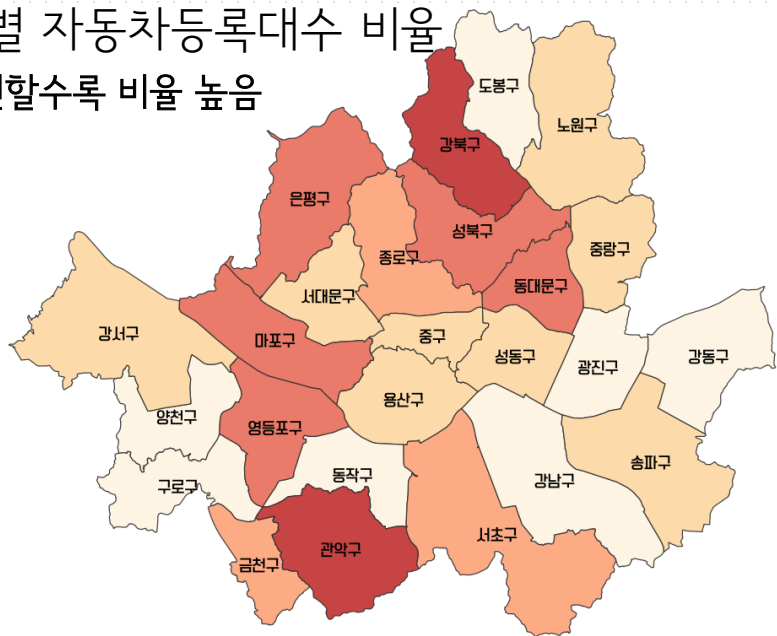 별 자동차등록대수 비율
할수록 비율 높음
도봉구
노원구
강북구
은평구
성북구
중랑구
종로구
동대문구
서대문구
강서구
마포구
중구
성동구
광진구
강동구
용산구
양천구
영등포구
송파구
동작구
강남구
구로구
서초구
관악구
금천구